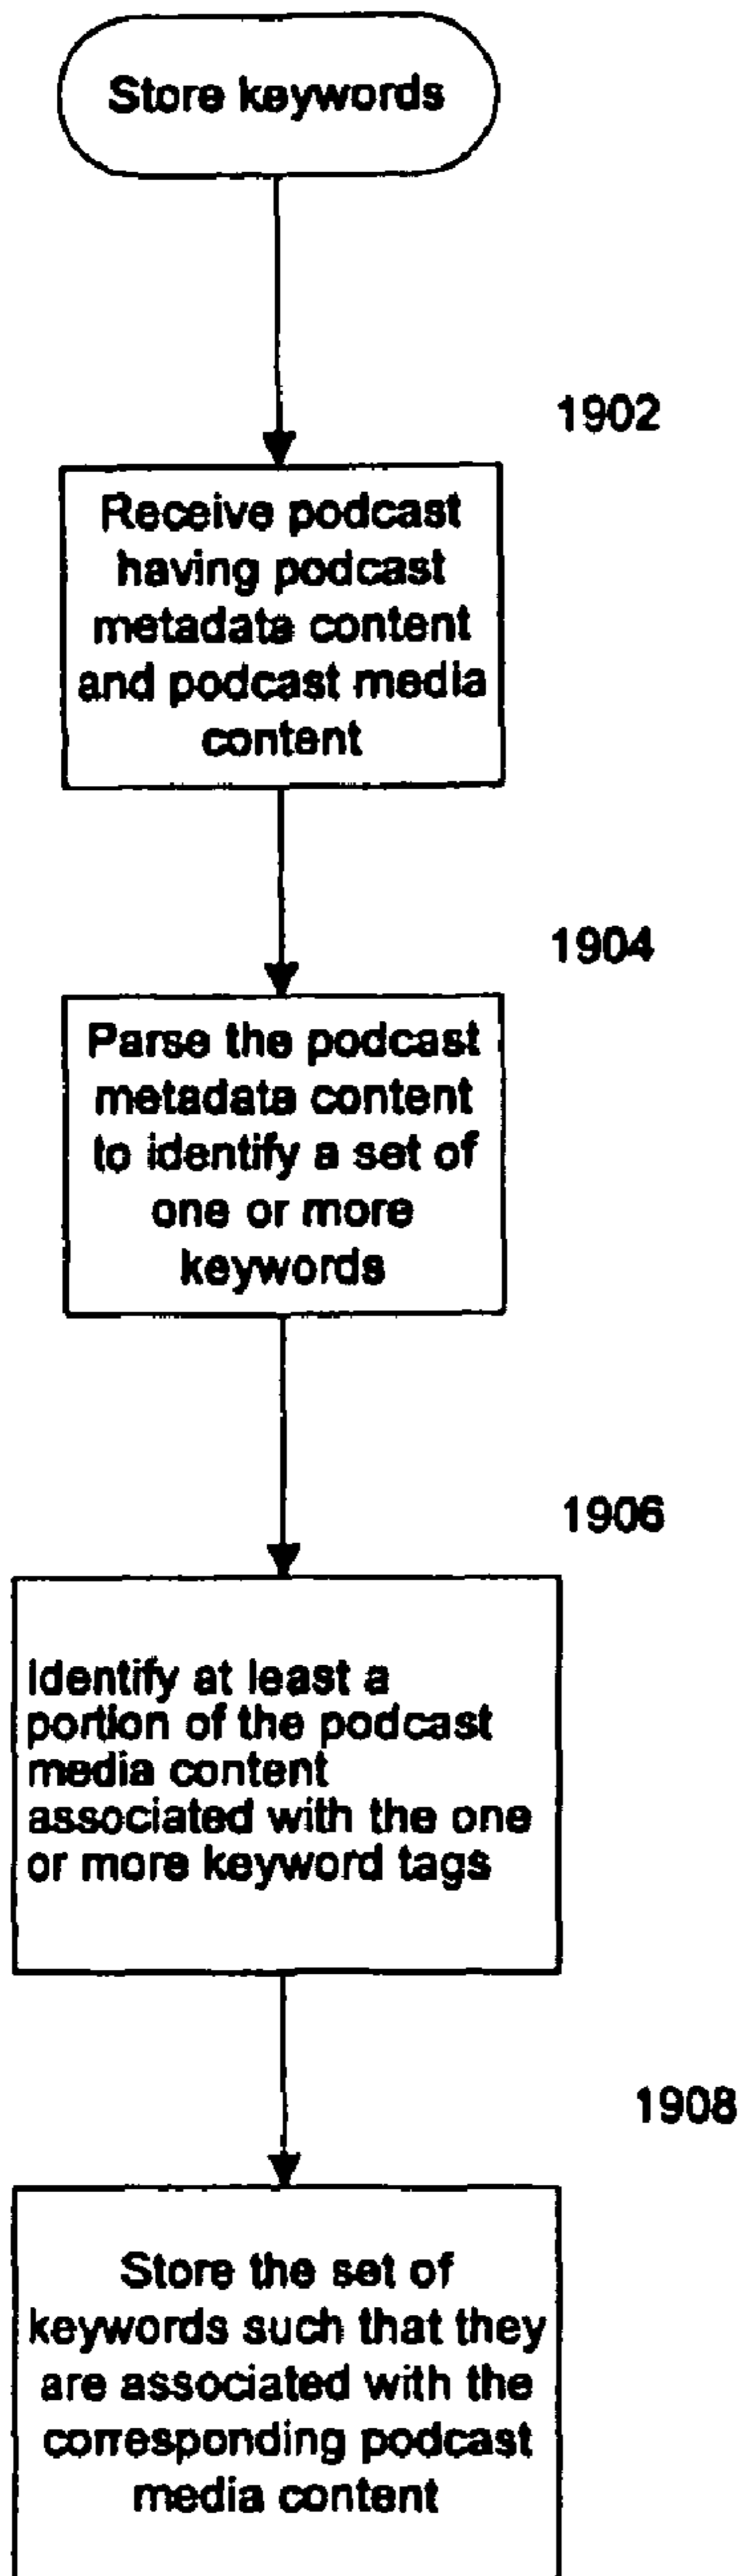 Store keywords
1902
Receive podcast
having podcast
metadata content
and podcast media
content
1904
Parse the podcast
metadata content
to identify a set of
one or more
keywords
1906
Identify at least a
portion of the podcast
media content
associated with the one
or more keyword tags
1908
Store the set of
keywords such that they
are associated with the
corresponding podcast
media content